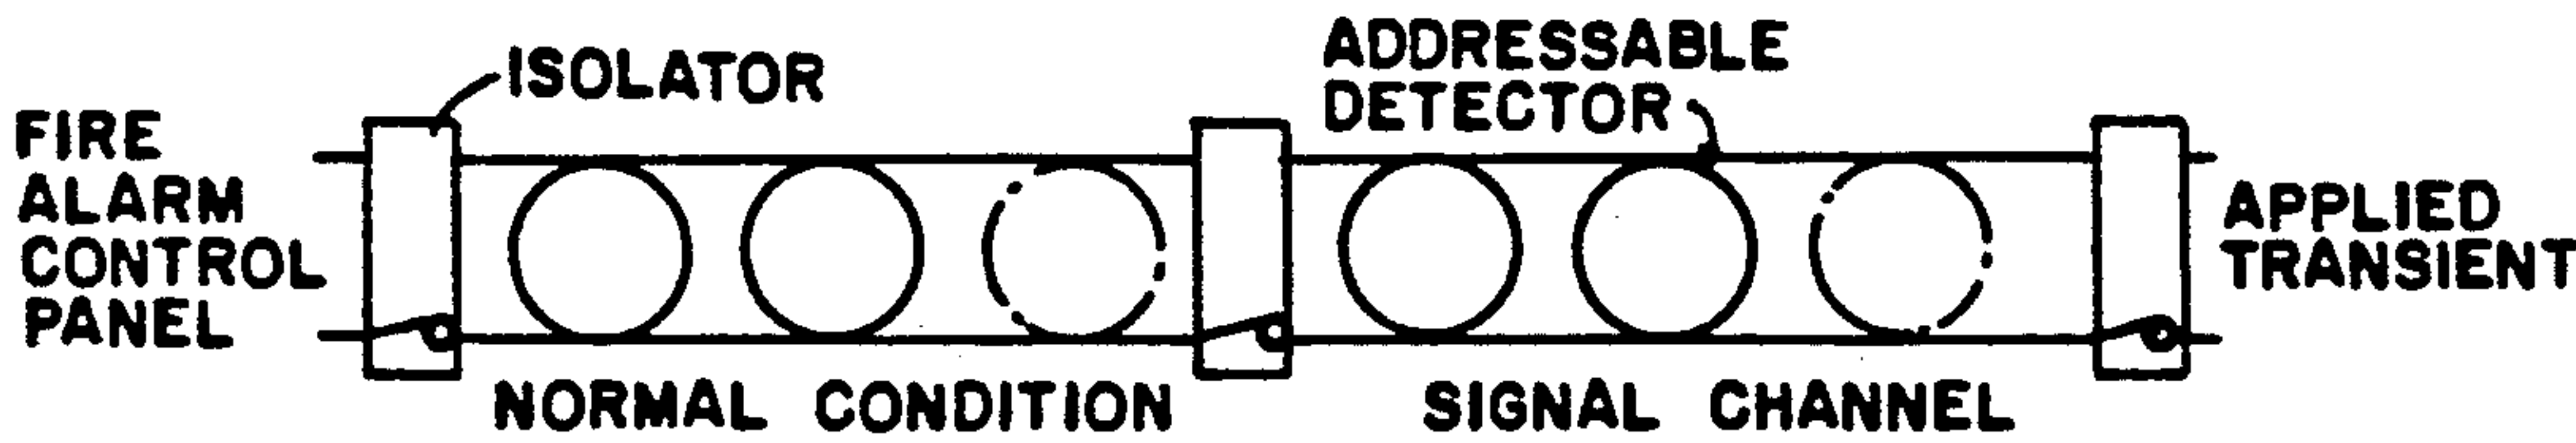 FIRE
ALARM
CONTROL
PANEL
ISOLATOR
ADDRESSABLE
DETECTOR
APPLIED
TRANSIENT
NORMAL CONDITION
SIGNAL CHANNEL